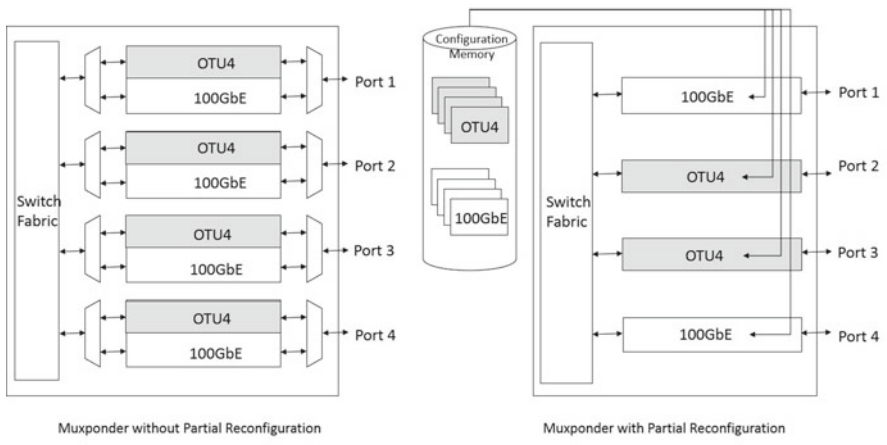 OTU4
100GbE
Port 1
OTU4
100GbE
Port 2
Switch
Fabric
OTU4
100GbE
Port 3
OTU4
100GbE
Port 4
Muxponder without Partial Reconfiguration
Configuration
Memory
OTU4
100GbE
Switch
Fabric
100GbE
Port 1
OTU4
Port 2
OTU4
Port 3
100GbE
Port 4
Muxponder with Partial Reconfiguration